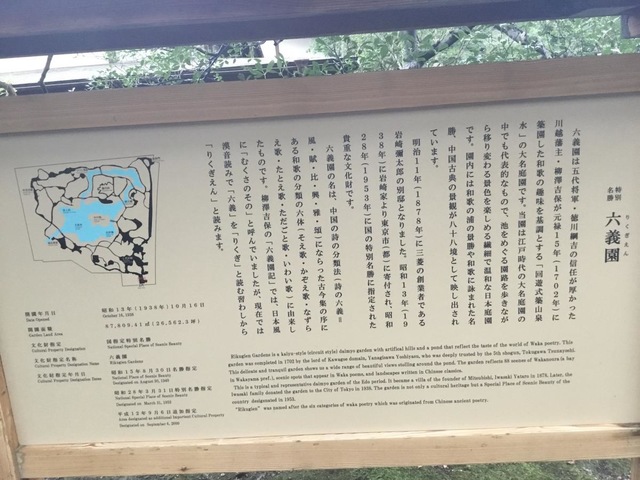 特別
名勝
六義園
りくぎえん
六義園は五代将軍・徳川綱吉の信任が厚かった
川越藩主・柳澤吉保が元禄15年(1702年)に
築園した和歌の趣味を基調とする「回遊式築山泉
水」の大名庭園です。当園は江戸時代の大名庭園の
中でも代表的なもので、池をめぐる園路を歩きなが
ら移り変わる景色を楽しめる繊細で温和な日本庭園
です。園内には和歌の浦の景勝や和歌に詠まれた名
勝、中国古典の景観が八十八境として映し出され
ています。
明治11年(1878年)に三菱の創業者である
岩崎彌太郎の別邸となりました。昭和13年(19
38年)に岩崎家より東京市(都)に寄付され、昭和
28年(1953年)に国の特別名勝に指定された
貴重な文化財です。
六義園の名は、中国の詩の分類法(詩の六義=
風・賦・比・興・雅・頌)にならった古今集の序に
ある和歌の分類の六体(そえ歌・かぞえ歌・なずら
え歌・たとえ歌・ただごと歌・いわい歌)に由来し
たものです。柳澤吉保の「六義園記」では、日本風
に「むくさのその」と呼んでいましたが、現在では
漢音読みで「六義」を「りくぎ」と読む習わしから
「りくぎえん」と読みます。
開園年月日
Date-Opened
昭和13年(1938年)10月16日
October 16, 1938
開園面積
Garden Land Area
87,809.41㎡(26,562.3坪)
文化財指定
Cultural Property Designation
国指定特別名勝
National Special Place of Scenic Beauty
文化財指定名称
Cultural Property Designation Name
六義園
Rikugien Gardens
文化財指定年月日
Cultural Property Designation Date
昭和15年8月30日名勝指定
National Place of Scenic Beauty
Designated on August 30, 1940
昭和28年3月31日特別名勝指定
National Special Place of Scenic Beauty
Designated on March 31, 1953
Designated on September 6, 2000
Rikugien Gardens is a kaiyu-style (circuit style) daimyo garden with artificial hills and a pond that reflect the taste of the world of Waka poetry. This
garden was completed in 1702 by the lord of Kawagoe domain, Yanagisawa Yoshiyasu, who was deeply trusted by the 5th shogun, Tokugawa Tsunayoshi.
This delicate and tranquil garden shows us a wide range of beautiful views strolling around the pond. The garden reflects 88 scenes of Wakanoura (a bay
in Wakayama pref.), scenic spots that appear in Waka poems, and landscapes written in Chinese classics.
This is a typical and representative daimyo garden of the Edo period. It became a villa of the founder of Mitsubishi, Iwasaki Yataro in 1878. Later, the
Iwasaki family donated the garden to the City of Tokyo in 1938. The garden is not only a cultural heritage but a Special Place of Scenic Beauty of the
country designated in 1953.
"Rikugien" was named after the six categories of waka poetry which was originated from Chinese ancient poetry.